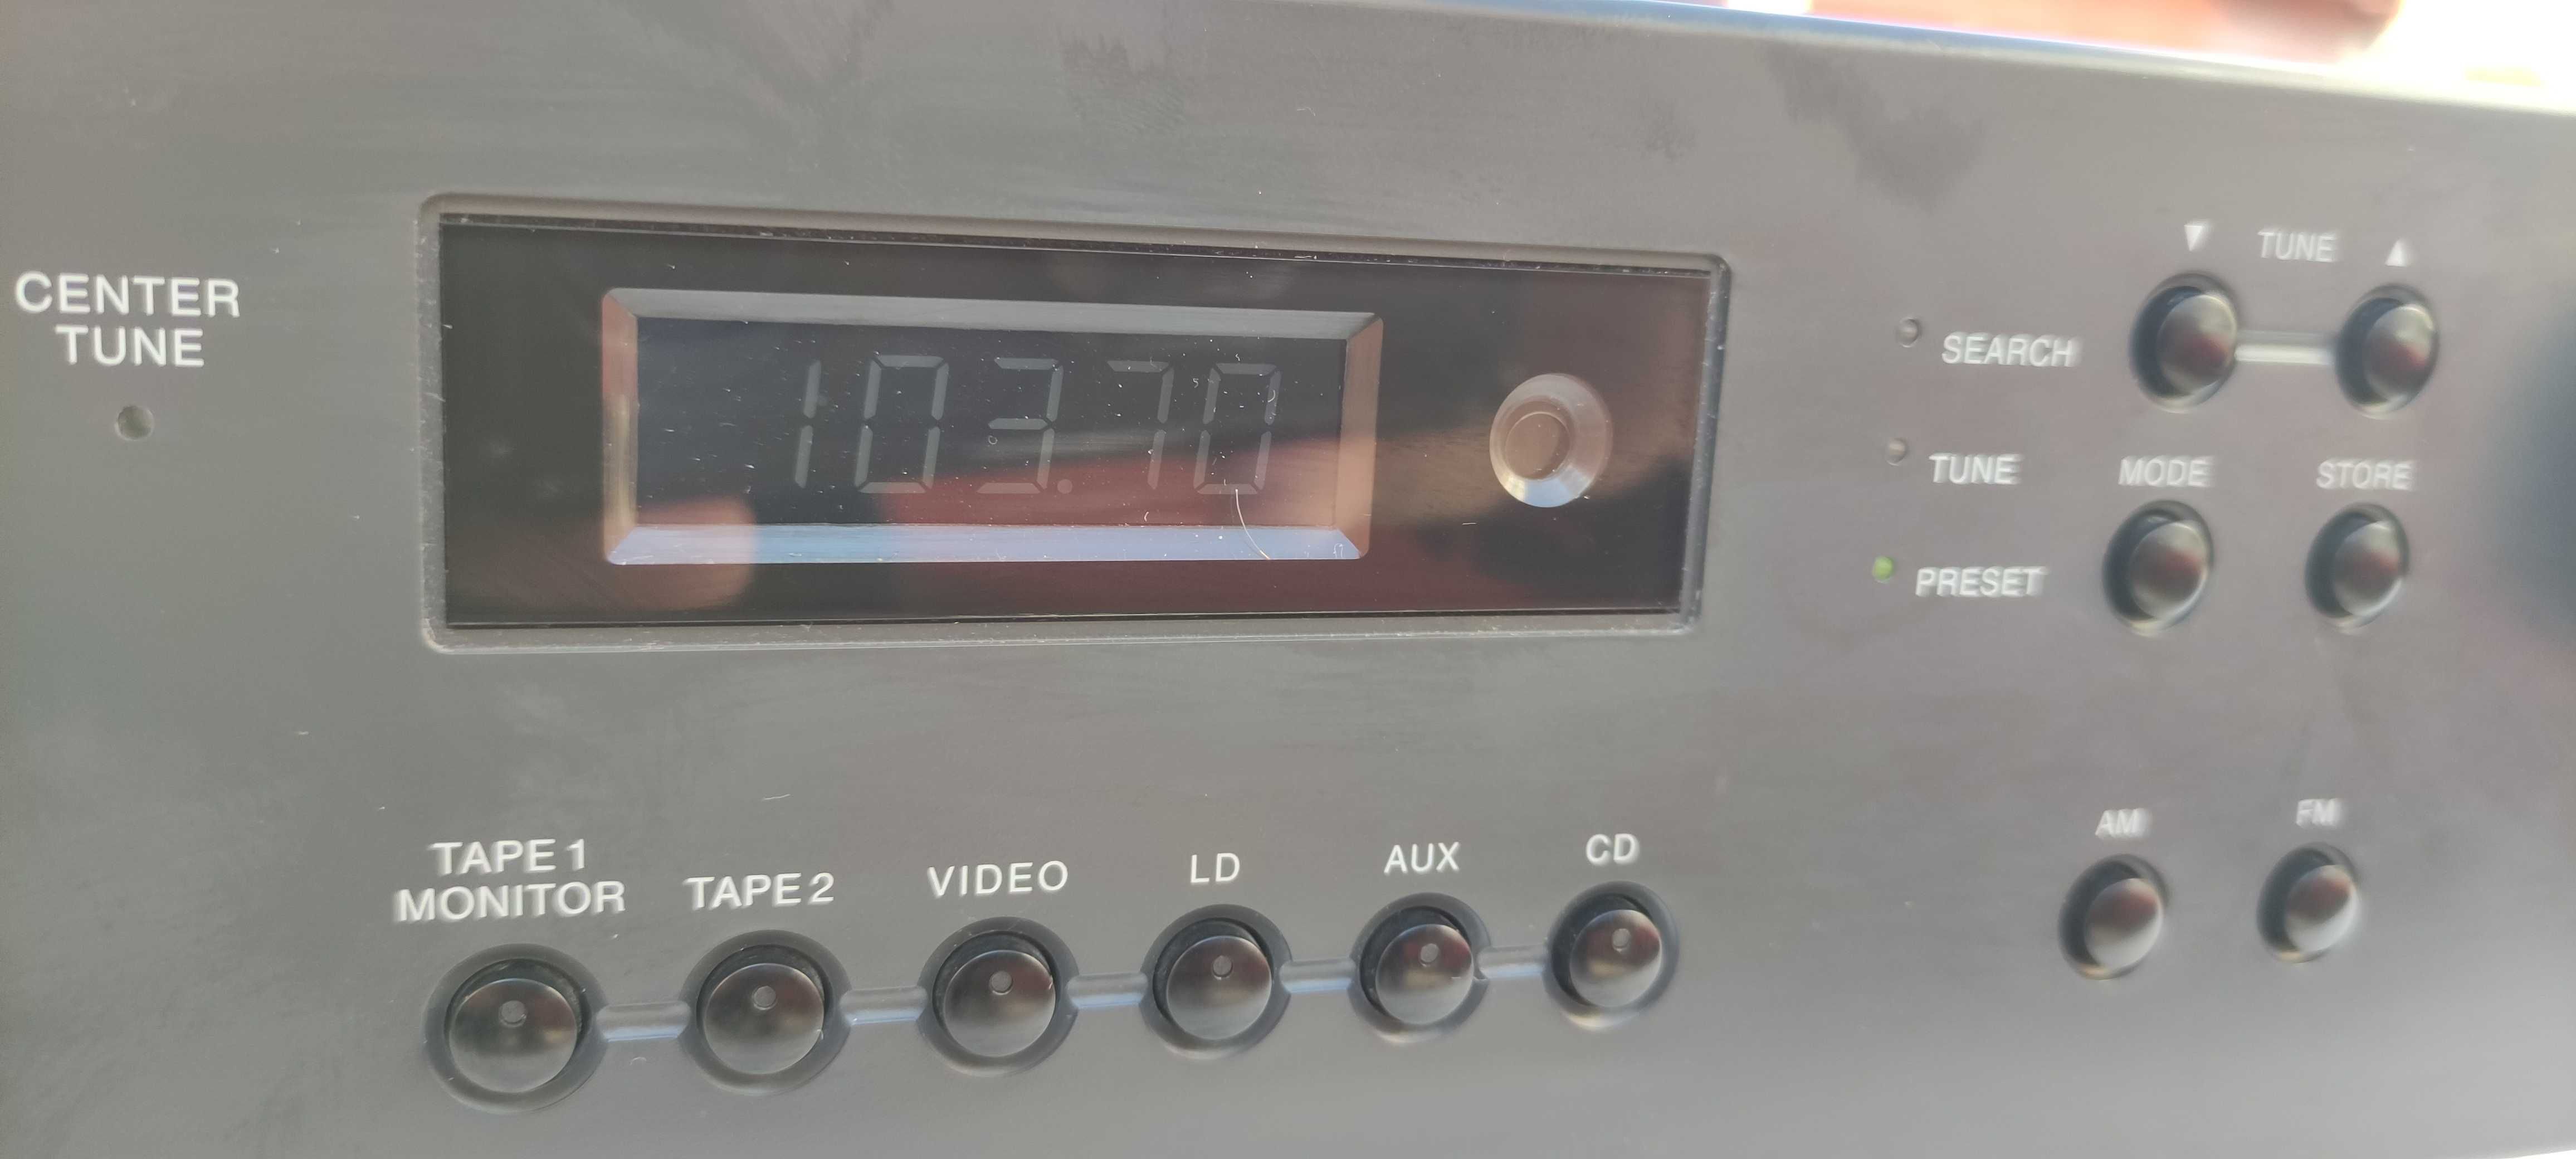 CENTER
TUNE
103.70
▼ TUNE ▲
SEARCH
TUNE
MODE
STORE
PRESET
TAPE 1
MONITOR
TAPE 2
VIDEO
LD
AUX
CD
AM
FM